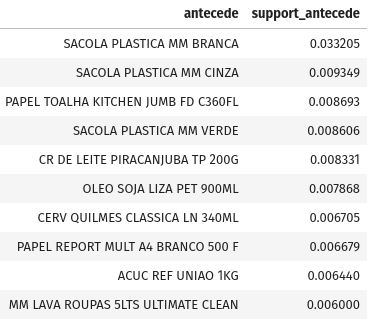 antecede support_antecede
SACOLA PLASTICA MM BRANCA 0.033205
SACOLA PLASTICA MM CINZA 0.009349
PAPEL TOALHA KITCHEN JUMB FD C360FL 0.008693
SACOLA PLASTICA MM VERDE 0.008606
CR DE LEITE PIRACANJUBA TP 200G 0.008331
OLEO SOJA LIZA PET 900ML 0.007868
CERV QUILMES CLASSICA LN 340ML 0.006705
PAPEL REPORT MULT A4 BRANCO 500 F 0.006679
ACUC REF UNIAO 1KG 0.006440
MM LAVA ROUPAS 5LTS ULTIMATE CLEAN 0.006000